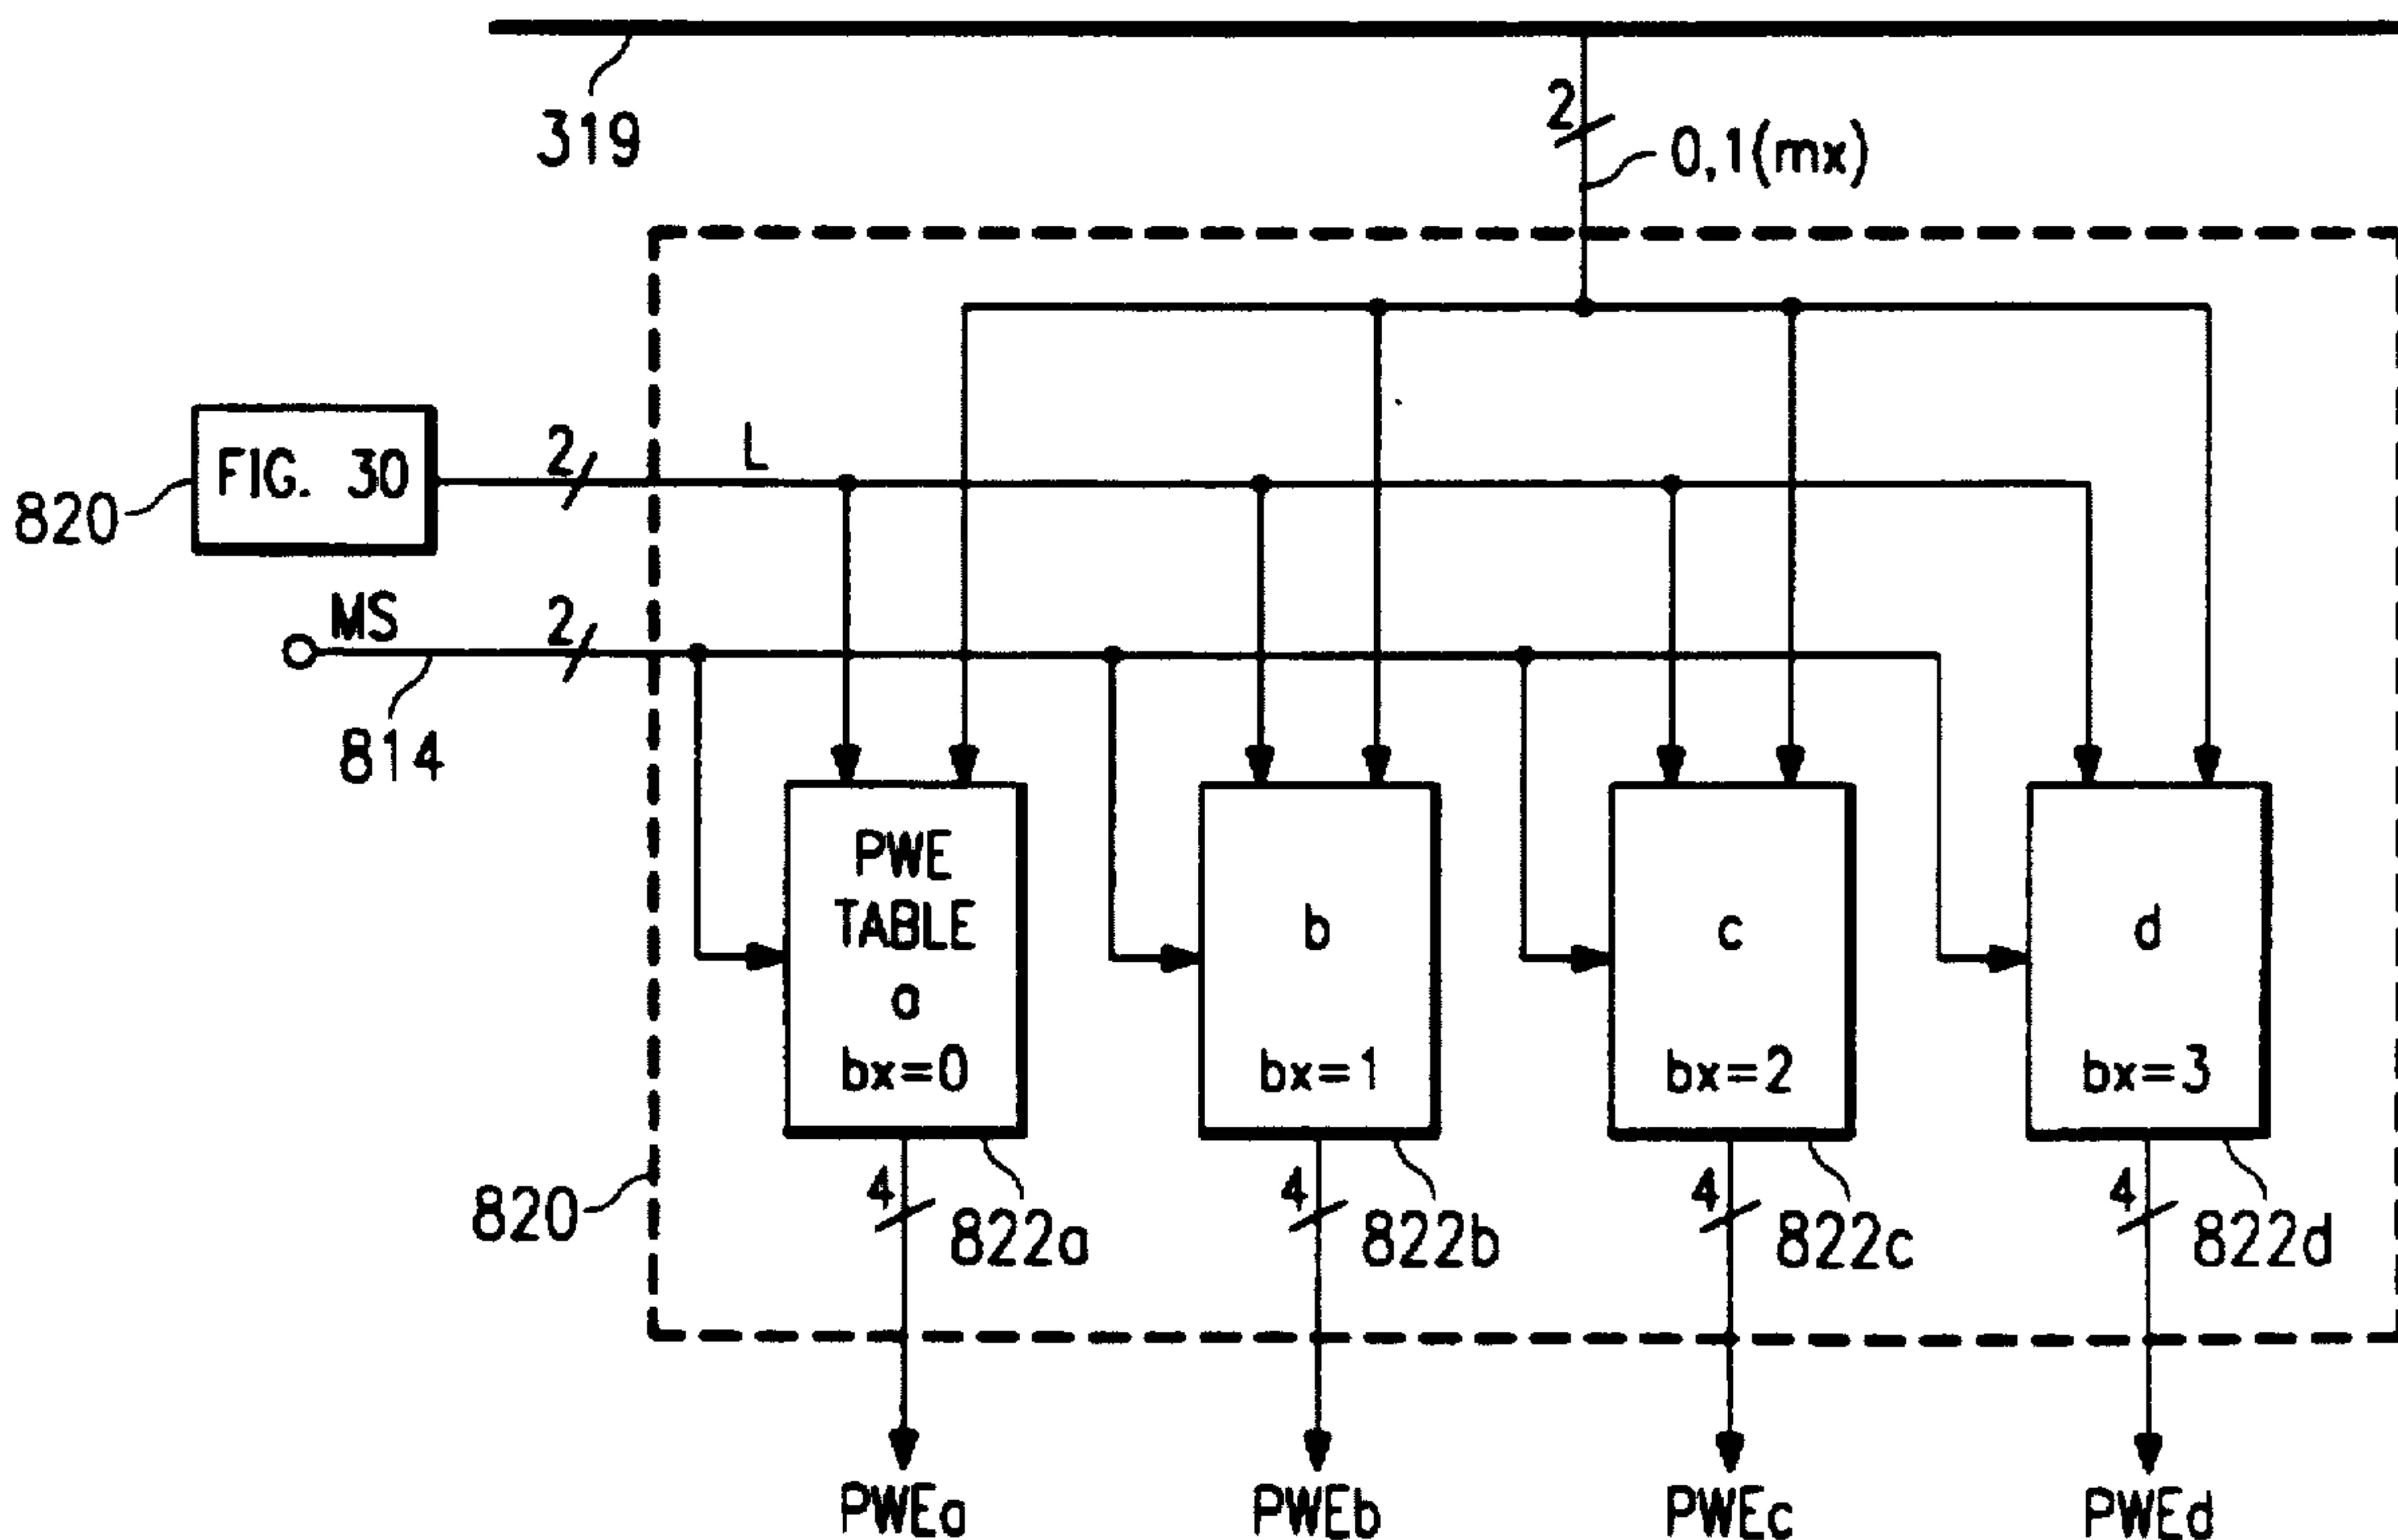 319
2
0,1(mx)
FIG. 30
820
2
L
MS
2
814
PWE
TABLE
a
bx=0
b
bx=1
c
bx=2
d
bx=3
820
4
822a
4
822b
4
822c
4
822d
PWEa
PWEb
PWEc
PWEd